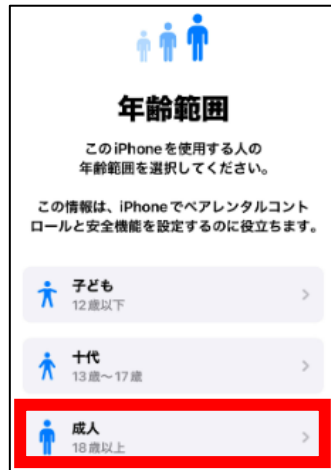 年齢範囲
このiPhoneを使用する人の
年齢範囲を選択してください。
この情報は、iPhoneでペアレンタルコント
ロールと安全機能を設定するのに役立ちます。
子ども
12歳以下
十代
13歳〜17歳
成人
18歳以上